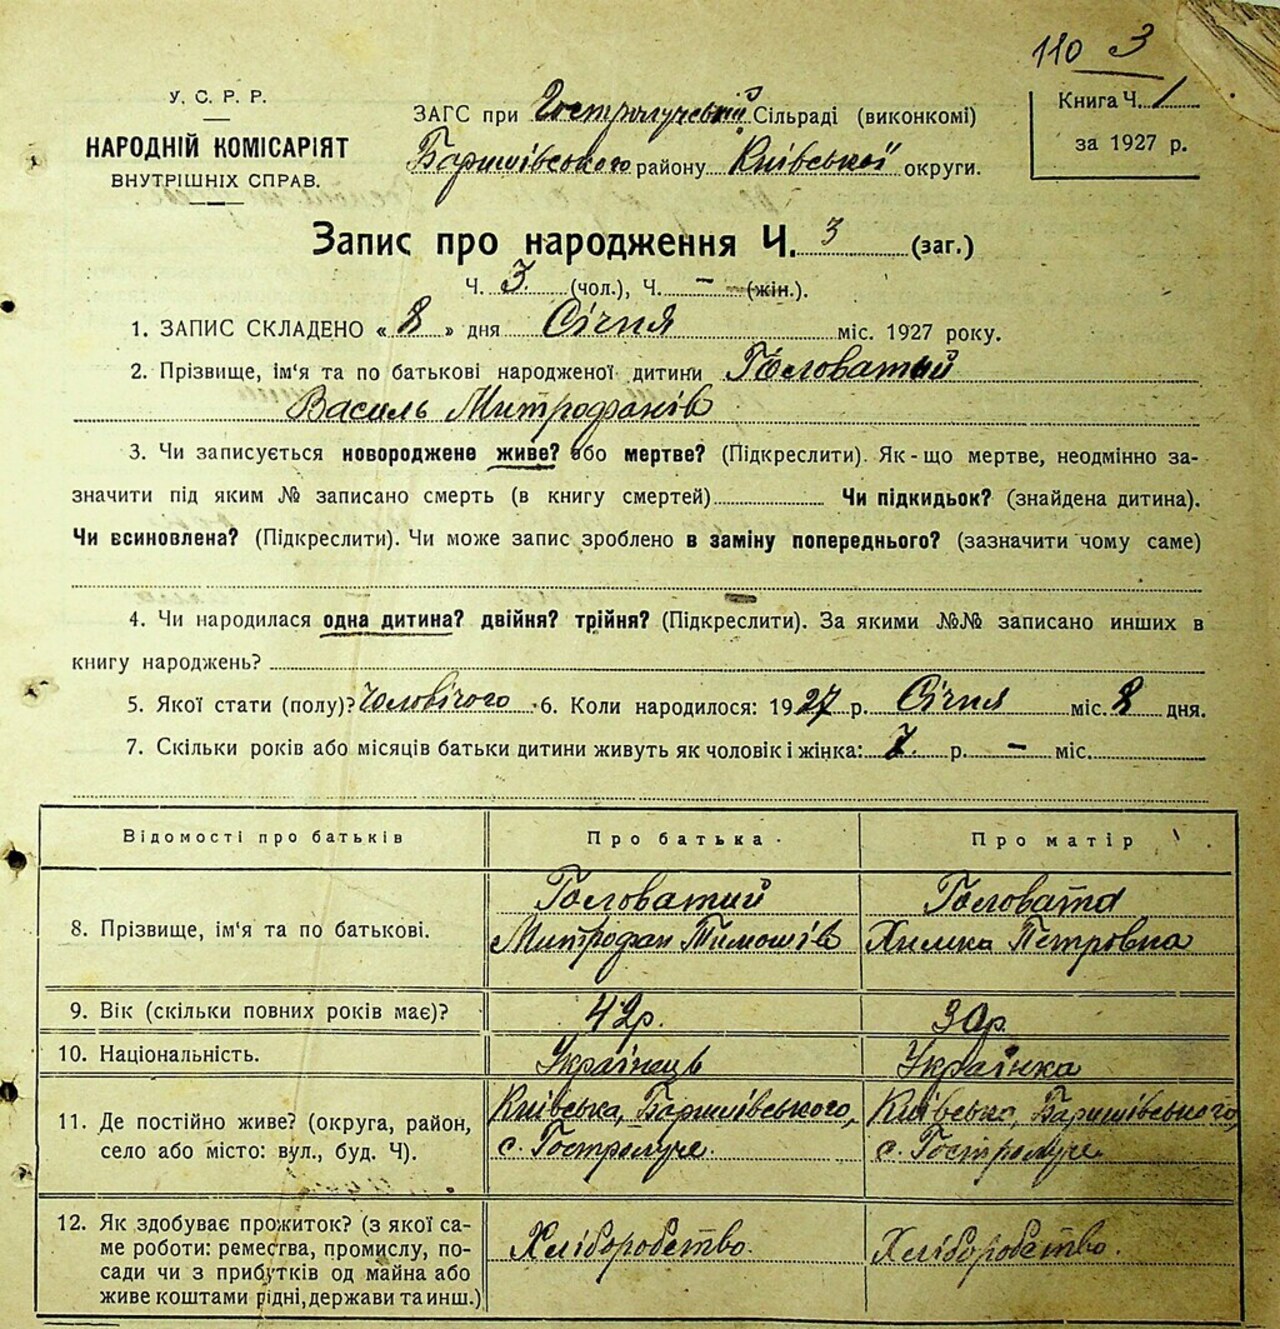 110 3
У. С. Р. Р.
НАРОДНІЙ КОМІСАРІЯТ
ВНУТРІШНІХ СПРАВ.
ЗАГС при Гостролучській Сільраді (виконкомі)
Баришівського району Київської округи.
Книга Ч. 1
за 1927 р.
Запис про народження Ч. 3 (заг.)
Ч. 3 (чол.), Ч. – (жін.).
1. ЗАПИС СКЛАДЕНО « 8 » дня Січня міс. 1927 року.
2. Прізвище, ім'я та по батькові народженої дитини Головатий
Василь Митрофанів
3. Чи записується новороджене живе? або мертве? (Підкреслити). Як-що мертве, неодмінно за-
значити під яким № записано смерть (в книгу смертей) Чи підкидьок? (знайдена дитина).
Чи всиновлена? (Підкреслити). Чи може запис зроблено в заміну попереднього? (зазначити чому саме)
4. Чи народилася одна дитина? двійня? трійня? (Підкреслити). За якими №№ записано инших в
книгу народжень?
5. Якої стати (полу)? Чоловічого 6. Коли народилося: 1927 р. Січня міс. 8 дня.
7. Скільки років або місяців батьки дитини живуть як чоловік і жінка: 7 р. – міс.
Відомості про батьків Про батька Про матір
8. Прізвище, ім'я та по батькові. Головатий Митрофан Тимошів Головата Химка Петровна
9. Вік (скільки повних років має)? 42р. 30р.
10. Національність. Українець Українка
11. Де постійно живе? (округа, район, Київська, Баришівського, Київсько, Баришівського,
село або місто: вул., буд. Ч). с. Гостролуче. с. Гостролуче.
12. Як здобуває прожиток? (з якої са- Хліборобство. Хліборобство.
ме роботи: ремества, промислу, по-
сади чи з прибутків од майна або
живе коштами рідні, держави та инш.)